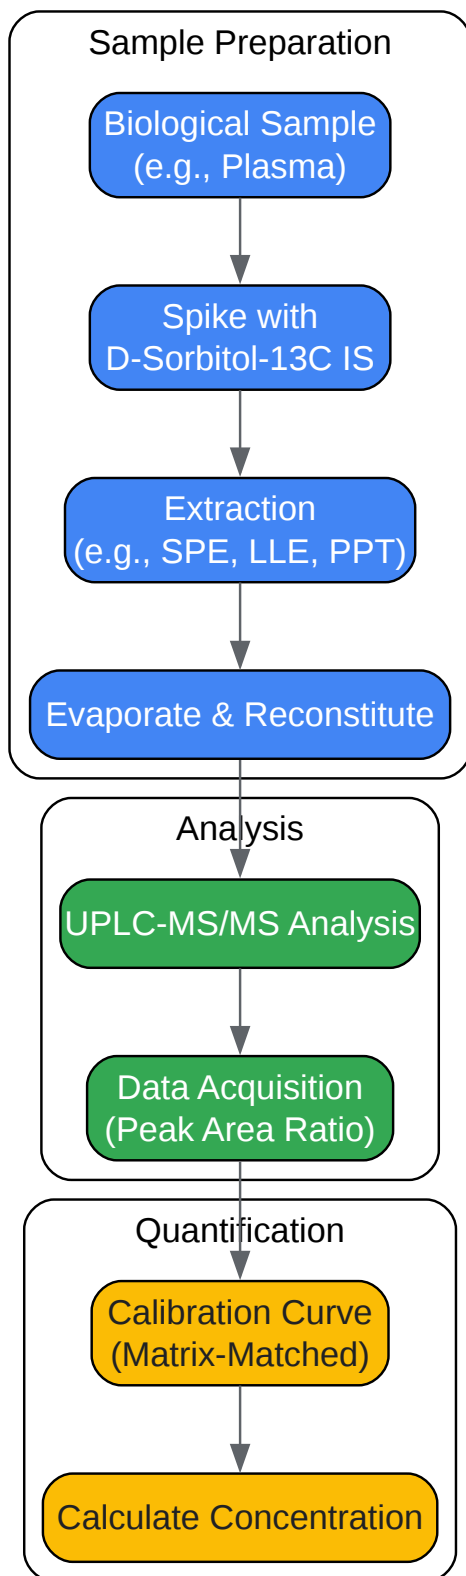 Sample Preparation
Biological Sample
(e.g., Plasma)
Spike with
D-Sorbitol-13C IS
Extraction
(e.g., SPE, LLE, PPT)
Evaporate & Reconstitute
Analysis
UPLC-MS/MS Analysis
Data Acquisition
(Peak Area Ratio)
Quantification
Calibration Curve
(Matrix-Matched)
Calculate Concentration